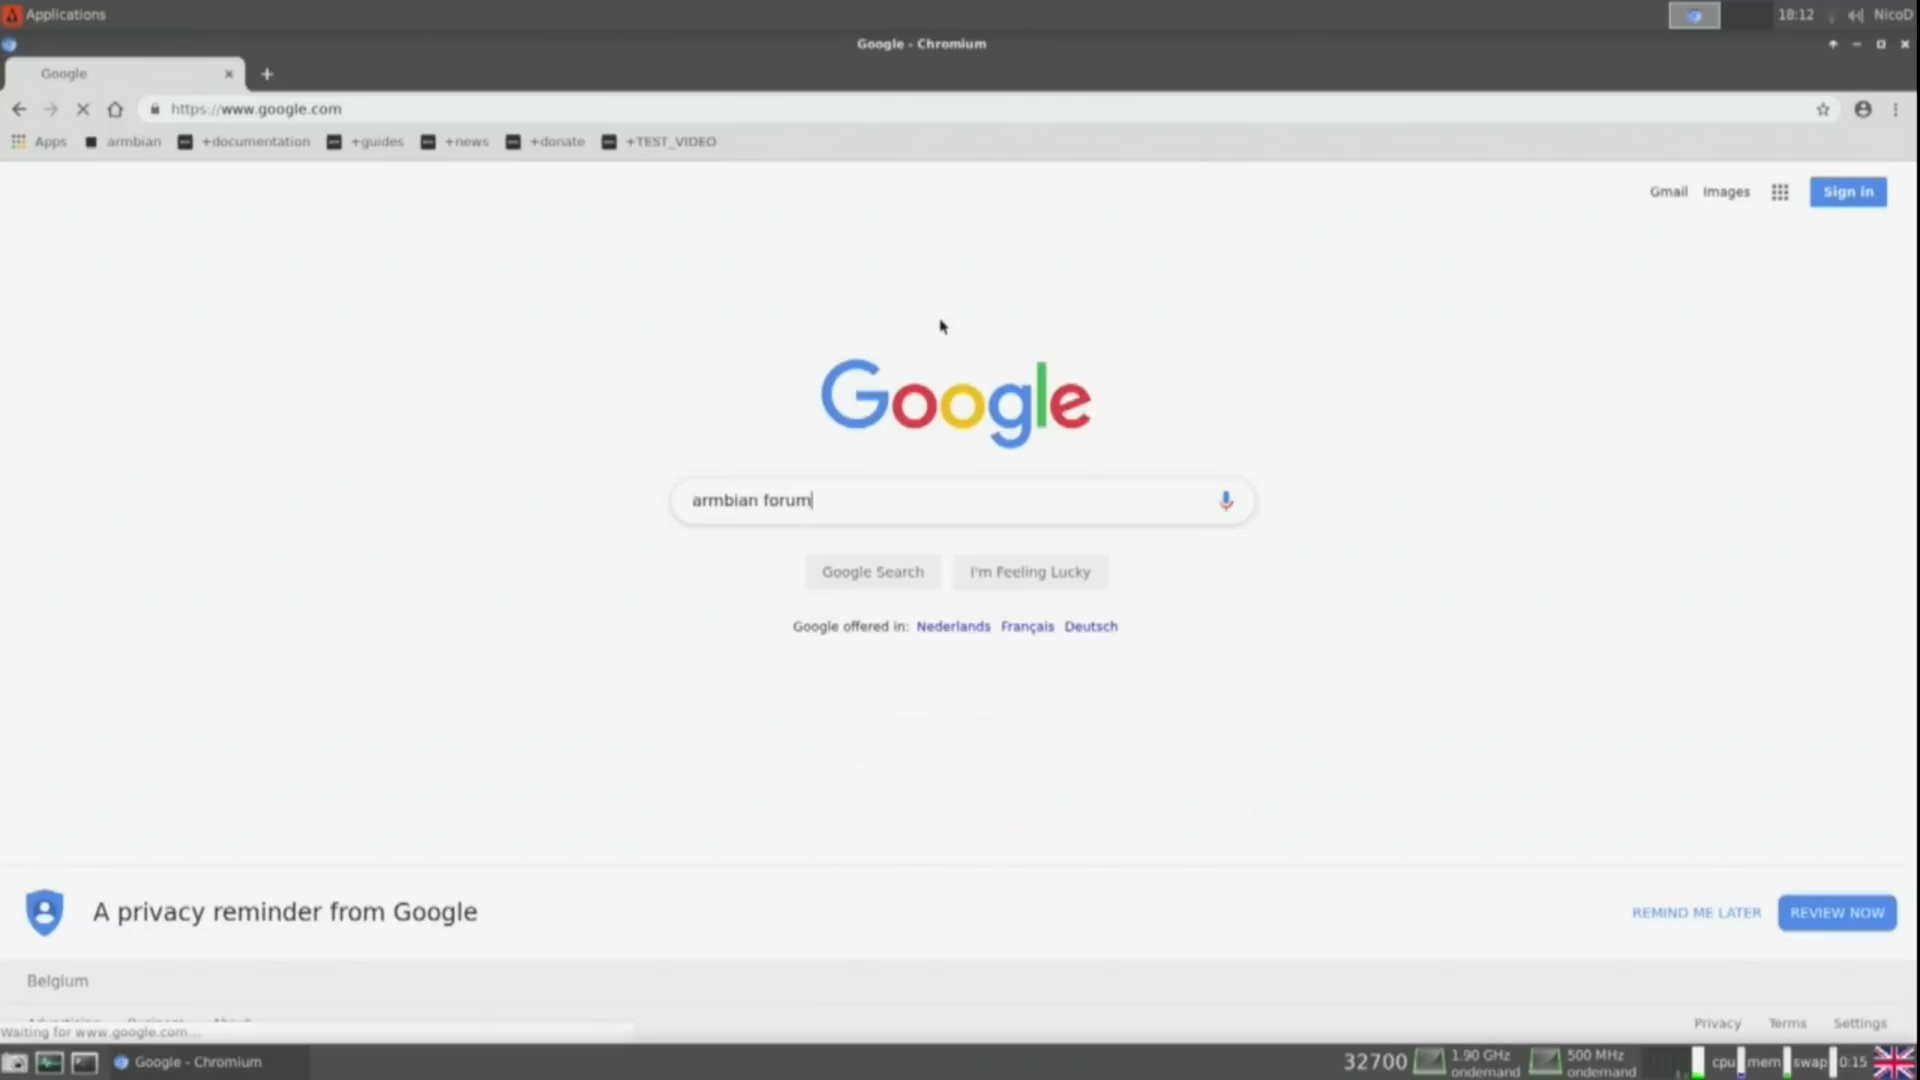 Applications
18:12 NicoD
Google - Chromium
Google
https://www.google.com
Apps armbian +documentation +guides +news +donate +TEST_VIDEO
Gmail Images Sign in
Google
armbian forum
Google Search I'm Feeling Lucky
Google offered in: Nederlands Français Deutsch
A privacy reminder from Google
REMIND ME LATER REVIEW NOW
Belgium
Advertising Business About
Waiting for www.google.com...
Privacy Terms Settings
Google - Chromium
32700 1.90 GHz ondemand 500 MHz ondemand cpu mem swap 0:15